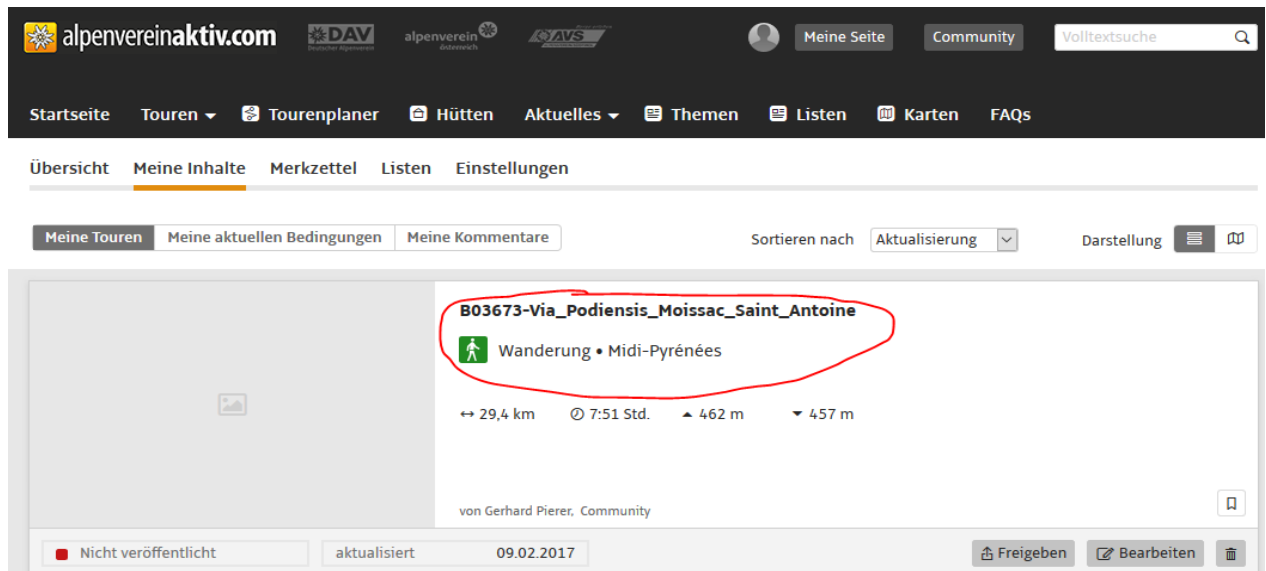 alpenvereinaktiv.com DAV alpenverein AVS Meine Seite Community Volltextsuche
Deutscher Alpenverein österreich
Startseite Touren Tourenplaner Hütten Aktuelles Themen Listen Karten FAQs
Übersicht Meine Inhalte Merkzettel Listen Einstellungen
Meine Touren Meine aktuellen Bedingungen Meine Kommentare Sortieren nach Aktualisierung Darstellung
B03673-Via_Podiensis_Moissac_Saint_Antoine
Wanderung • Midi-Pyrénées
29,4 km 7:51 Std. 462 m 457 m
von Gerhard Pierer, Community
Nicht veröffentlicht aktualisiert 09.02.2017 Freigeben Bearbeiten